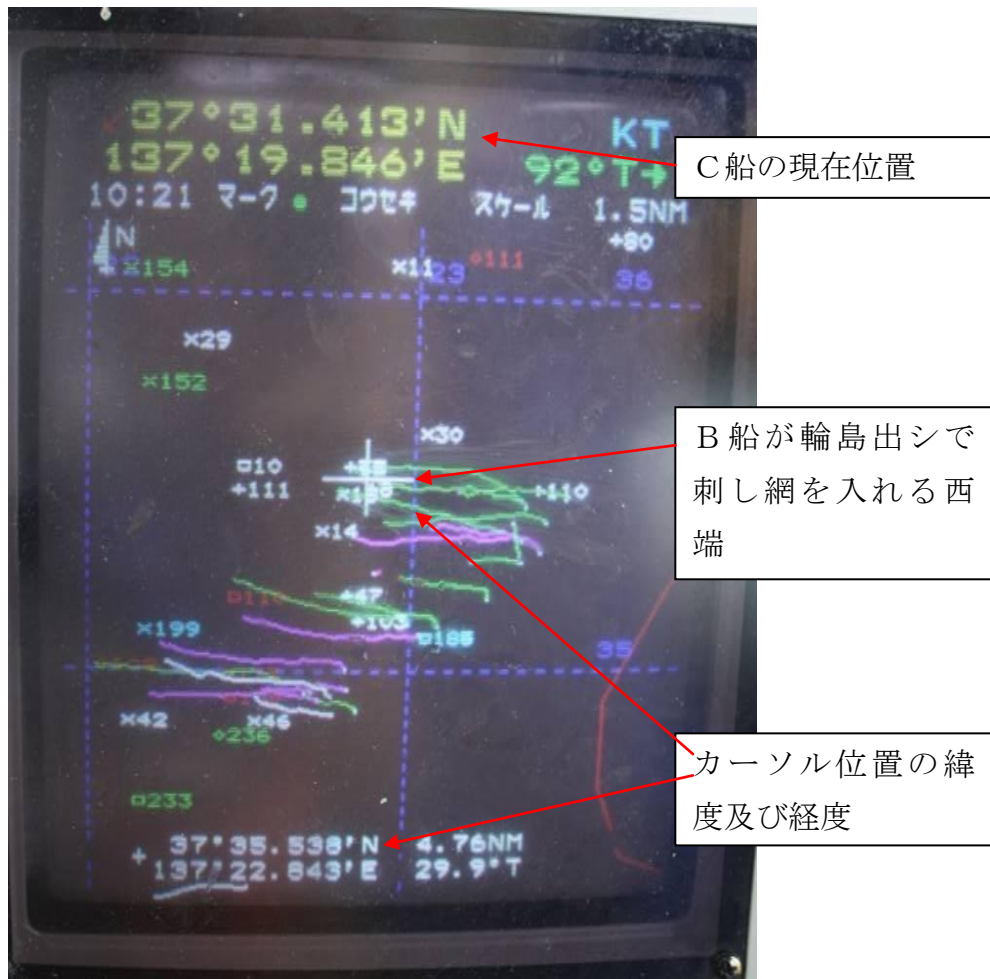 37°31.413'N
KT
137°19.846'E
92°T→
10:21 マーク コウセキ スケール 1.5NM
+80
N
×154
×11
23
◇111
36
×29
×152
×30
□10
+111
+110
×14
+47
+103
×199
□185
35
×42
×46
◇236
□233
37°35.538'N 4.76NM
137°22.843'E 29.9°T
C船の現在位置
B船が輪島出シで
刺し網を入れる西
端
カーソル位置の緯
度及び経度